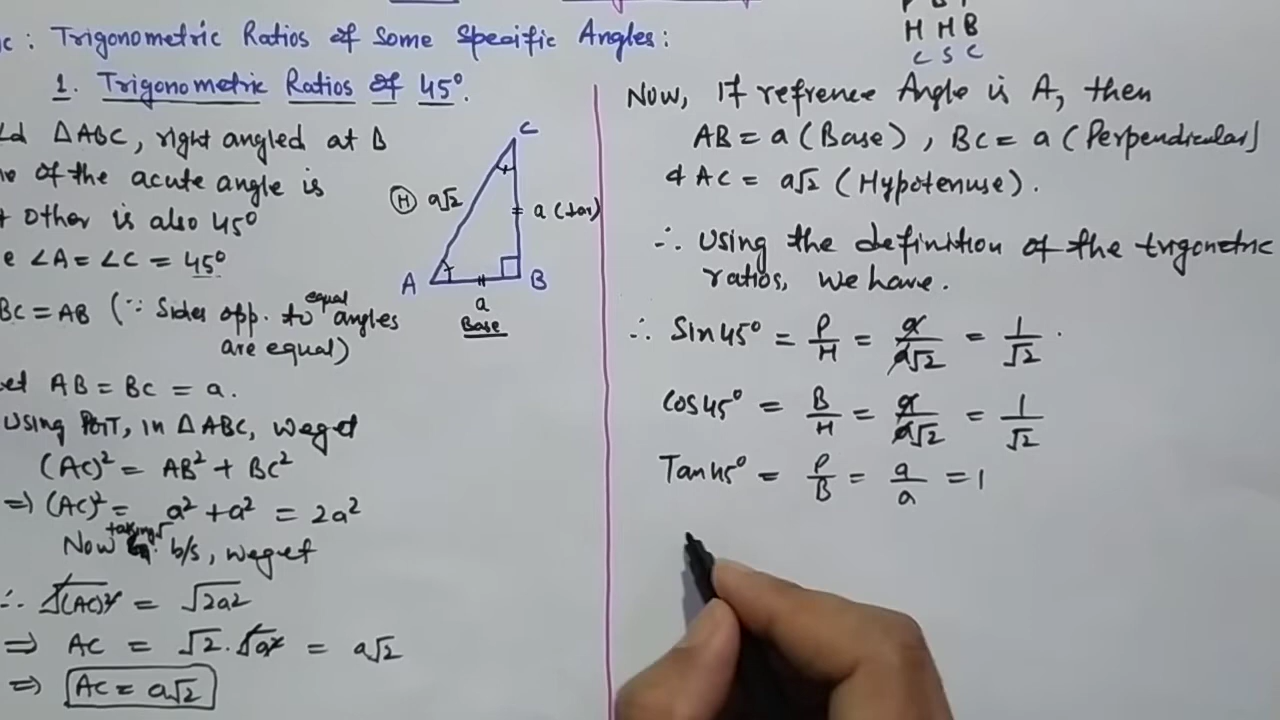 : Trigonometric Ratios of Some Specific Angles:
1. Trigonometric Ratios of 45°.
ΔABC, right angled at B
of the acute angle is
Other is also 45°
∠A = ∠C = 45°
BC = AB (∵ Sides opp. to equal angles
are equal)
AB = BC = a.
Using PGT, in ΔABC, we get
(AC)² = AB² + BC²
⇒ (AC)² = a² + a² = 2a²
Now taking √ b/s, we get
∴ √(AC)² = √2a²
⇒ AC = √2 . √a² = a√2
⇒ AC = a√2
C
H a√2
a
A
B
a
Base
P B P
H H B
C S C
Now, If refrence Angle is A, then
AB = a (Base), BC = a (Perpendicular)
& AC = a√2 (Hypotenuse).
∴ Using the definition of the trigonetric
ratios, we have.
∴ Sin45° = P/H = a/a√2 = 1/√2 .
Cos45° = B/H = a/a√2 = 1/√2
Tan45° = P/B = a/a = 1